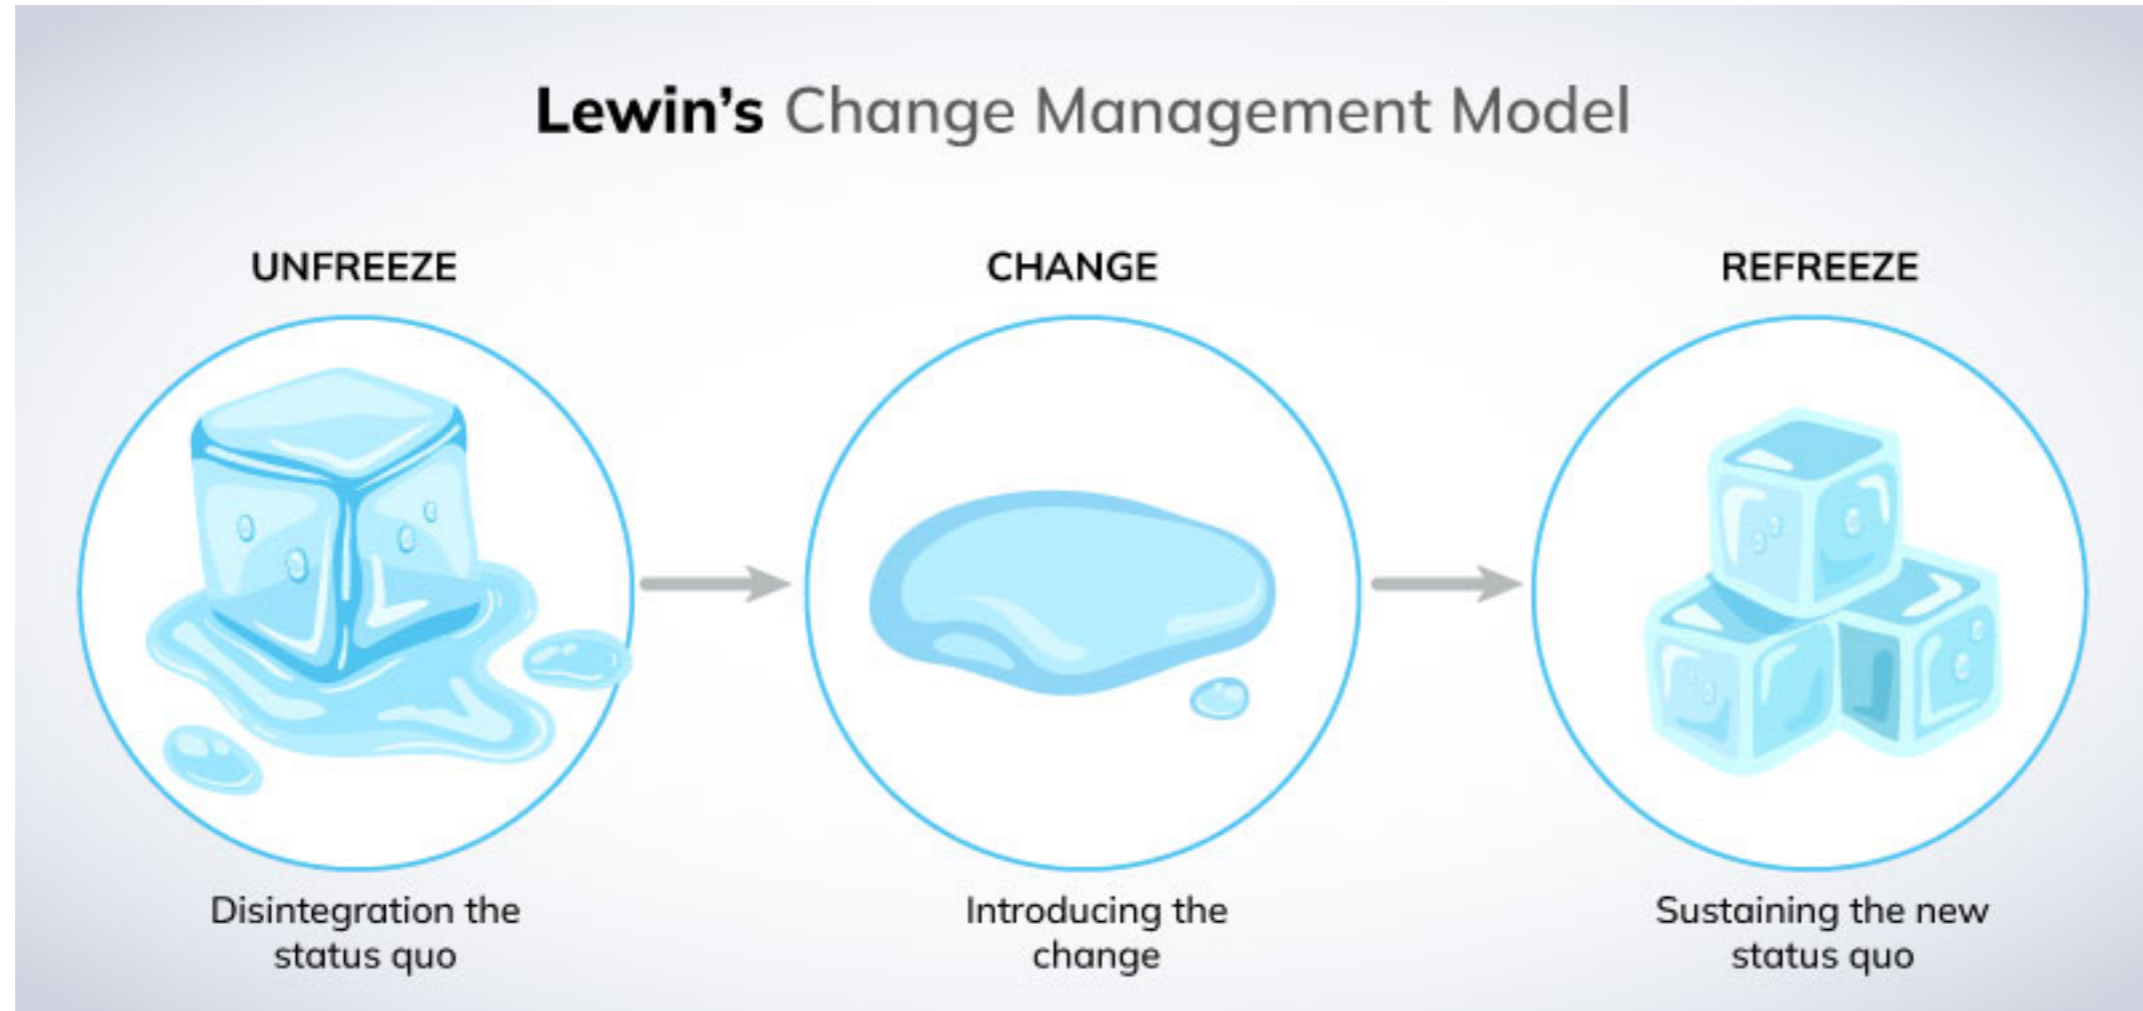 Lewin's Change Management Model
UNFREEZE
CHANGE
REFREEZE
Disintegration the
status quo
Introducing the
change
Sustaining the new
status quo